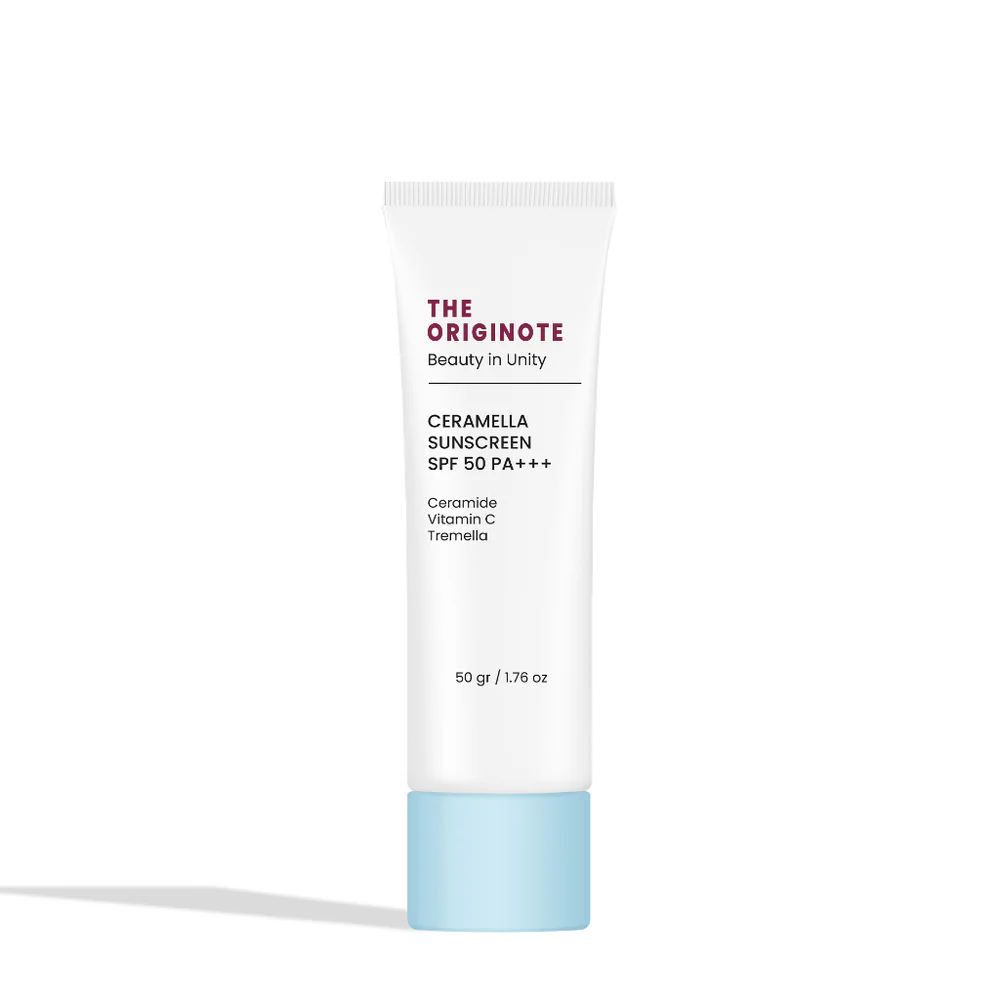 THE
ORIGINOTE
Beauty in Unity
CERAMELLA
SUNSCREEN
SPF 50 PA+++
Ceramide
Vitamin C
Tremella
50 gr / 1.76 oz